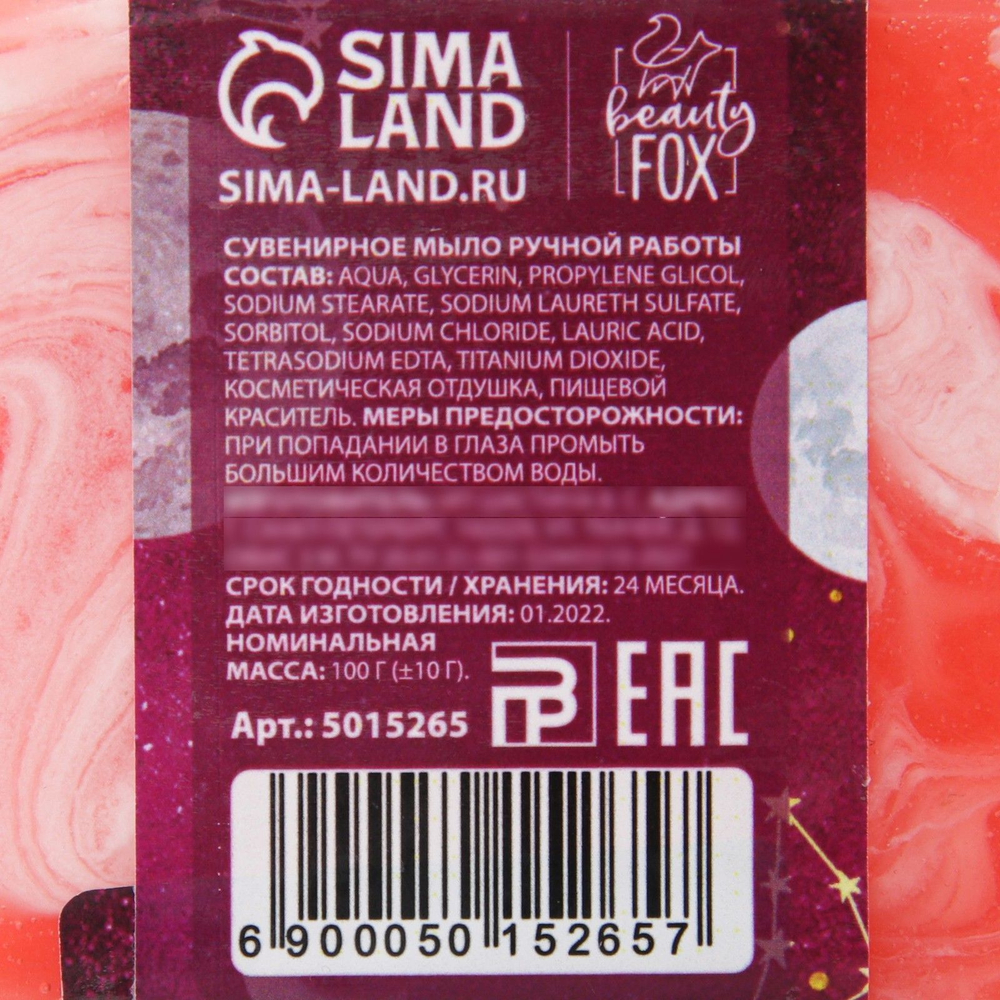 SIMA
LAND
SIMA-LAND.RU
beauty
FOX
СУВЕНИРНОЕ МЫЛО РУЧНОЙ РАБОТЫ
СОСТАВ: AQUA, GLYCERIN, PROPYLENE GLICOL,
SODIUM STEARATE, SODIUM LAURETH SULFATE,
SORBITOL, SODIUM CHLORIDE, LAURIC ACID,
TETRASODIUM EDTA, TITANIUM DIOXIDE,
КОСМЕТИЧЕСКАЯ ОТДУШКА, ПИЩЕВОЙ
КРАСИТЕЛЬ. МЕРЫ ПРЕДОСТОРОЖНОСТИ:
ПРИ ПОПАДАНИИ В ГЛАЗА ПРОМЫТЬ
БОЛЬШИМ КОЛИЧЕСТВОМ ВОДЫ.
СРОК ГОДНОСТИ / ХРАНЕНИЯ: 24 МЕСЯЦА.
ДАТА ИЗГОТОВЛЕНИЯ: 01.2022.
НОМИНАЛЬНАЯ
МАССА: 100 Г (±10 Г).
Арт.: 5015265
EAC
6 900050 152657